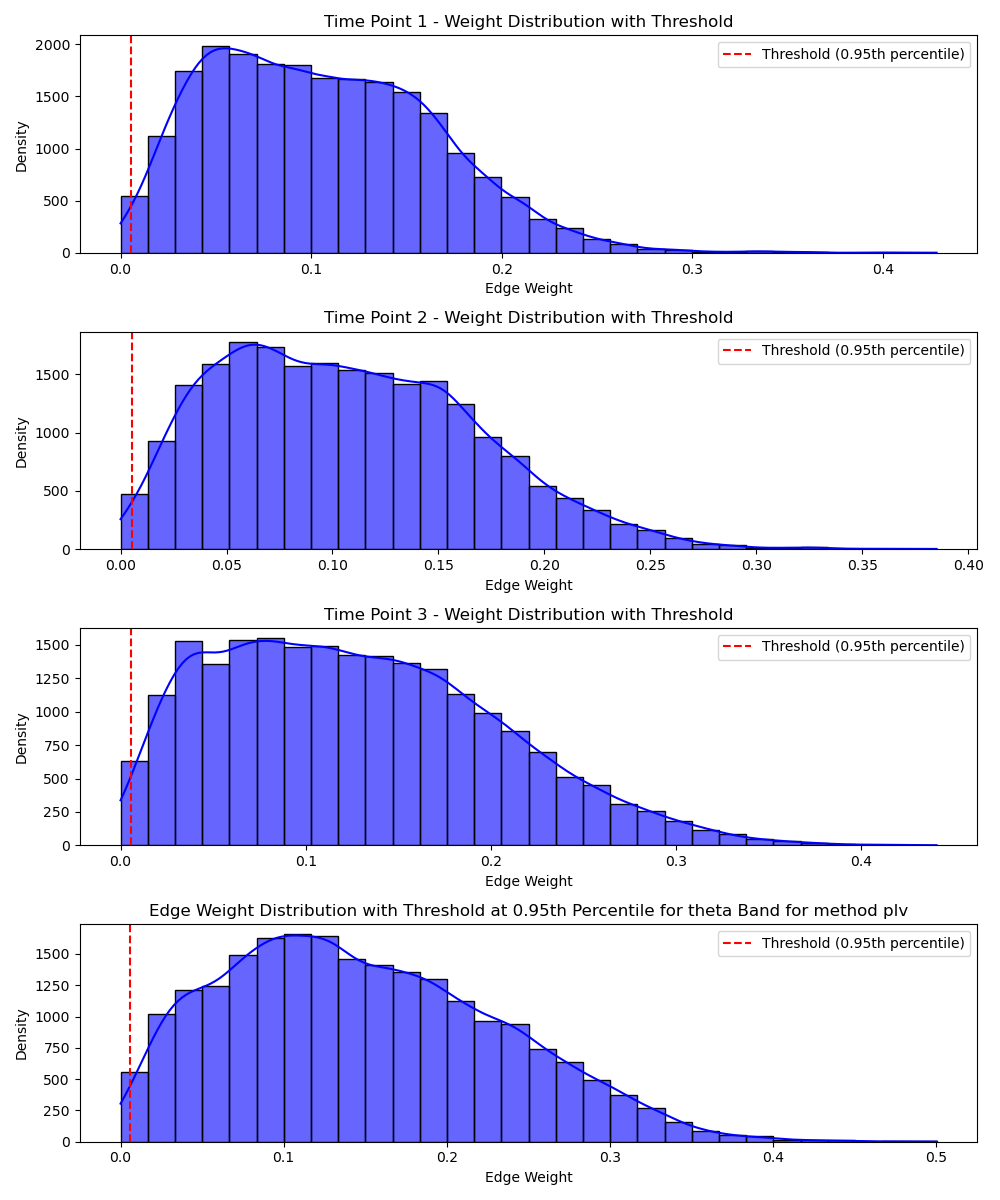 Time Point 1 - Weight Distribution with Threshold
Threshold (0.95th percentile)
Density
2000
1500
1000
500
0
0.0 0.1 0.2 0.3 0.4
Edge Weight
Time Point 2 - Weight Distribution with Threshold
Threshold (0.95th percentile)
Density
1500
1000
500
0
0.00 0.05 0.10 0.15 0.20 0.25 0.30 0.35 0.40
Edge Weight
Time Point 3 - Weight Distribution with Threshold
Threshold (0.95th percentile)
Density
1500
1250
1000
750
500
250
0
0.0 0.1 0.2 0.3 0.4
Edge Weight
Edge Weight Distribution with Threshold at 0.95th Percentile for theta Band for method plv
Threshold (0.95th percentile)
Density
1500
1250
1000
750
500
250
0
0.0 0.1 0.2 0.3 0.4 0.5
Edge Weight